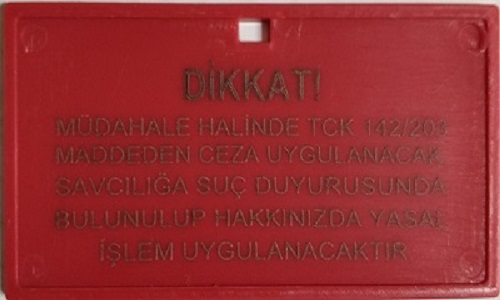 DİKKAT!
MÜDAHALE HALİNDE TCK 142/203
MADDEDEN CEZA UYGULANACAK,
SAVCILIĞA SUÇ DUYURUSUNDA
BULUNULUP HAKKINIZDA YASAL
İŞLEM UYGULANACAKTIR